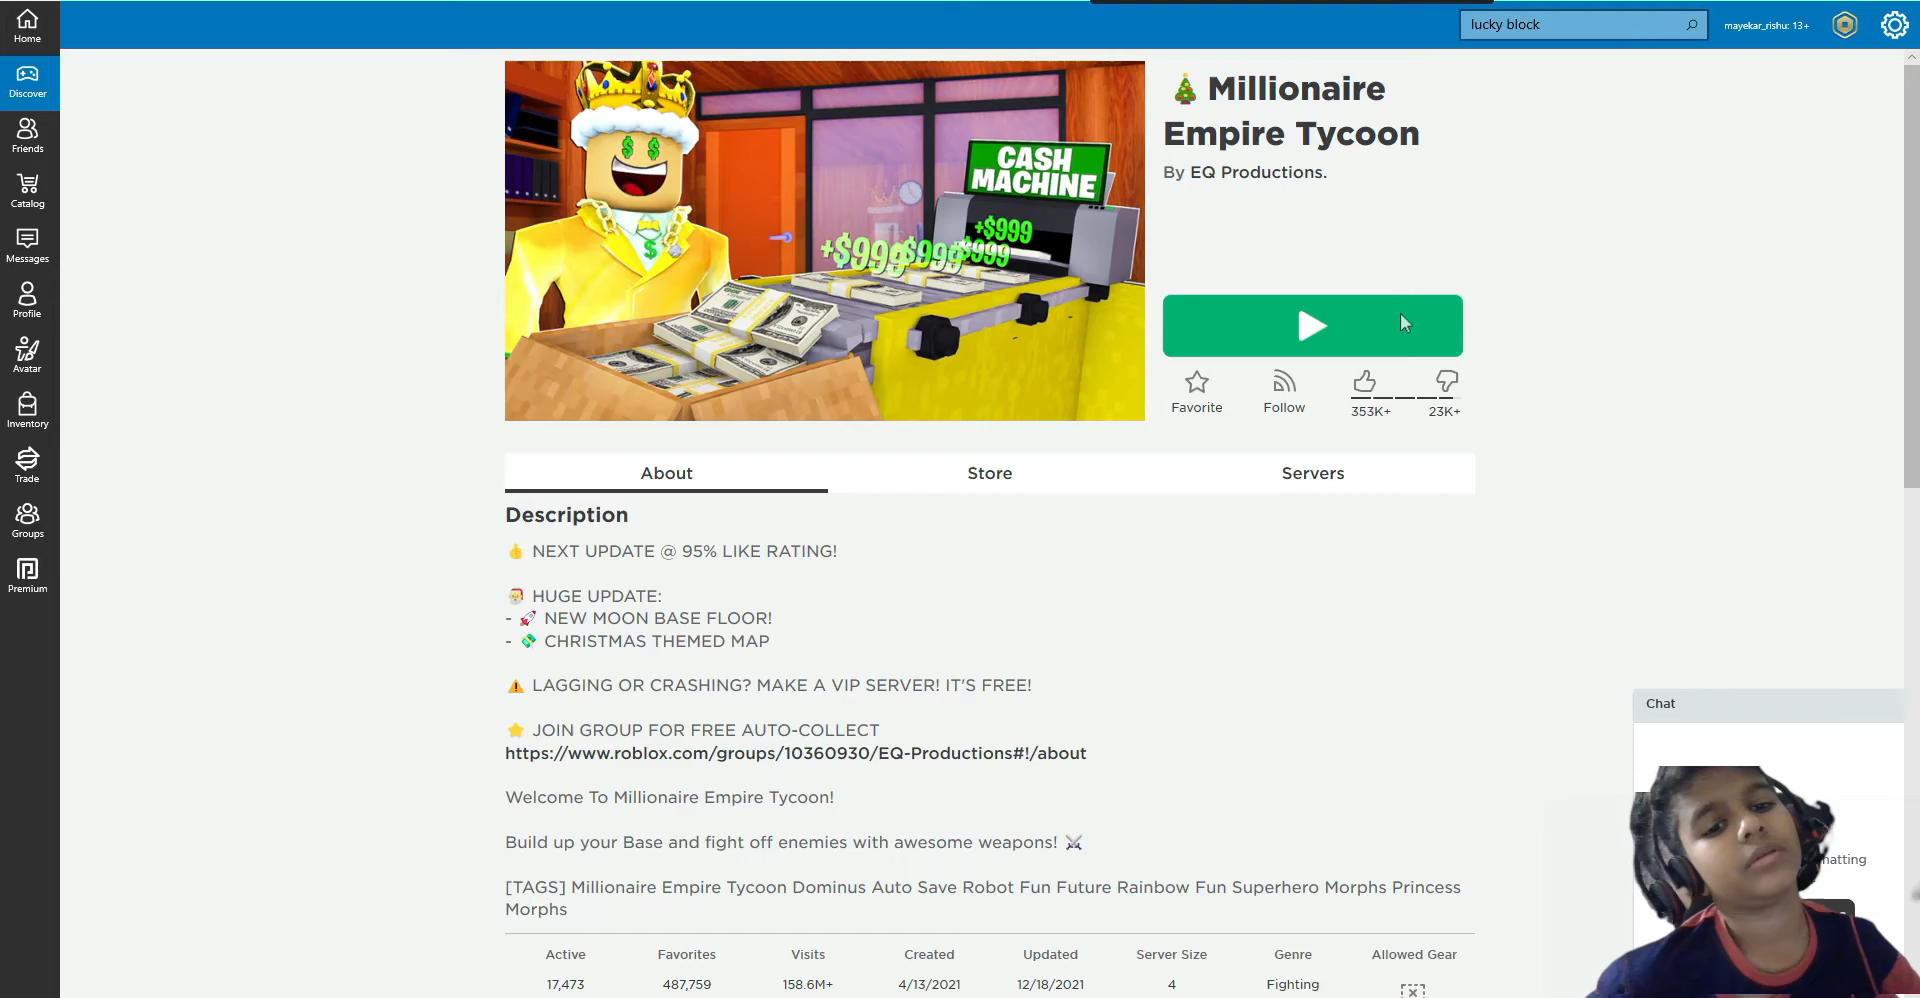 Home
lucky block
mayekar_rishu: 13+
Discover
Friends
Catalog
Messages
Profile
Avatar
Inventory
Trade
Groups
Premium
CASH
MACHINE
+$999
+$999
$999
$999
🎄 Millionaire
Empire Tycoon
By EQ Productions.
Favorite
Follow
353K+
23K+
About
Store
Servers
Description
👍 NEXT UPDATE @ 95% LIKE RATING!
🎅 HUGE UPDATE:
- 🚀 NEW MOON BASE FLOOR!
- 💸 CHRISTMAS THEMED MAP
⚠️ LAGGING OR CRASHING? MAKE A VIP SERVER! IT'S FREE!
⭐ JOIN GROUP FOR FREE AUTO-COLLECT
https://www.roblox.com/groups/10360930/EQ-Productions#!/about
Welcome To Millionaire Empire Tycoon!
Build up your Base and fight off enemies with awesome weapons! ⚔️
[TAGS] Millionaire Empire Tycoon Dominus Auto Save Robot Fun Future Rainbow Fun Superhero Morphs Princess
Morphs
Active Favorites Visits Created Updated Server Size Genre Allowed Gear
17,473 487,759 158.6M+ 4/13/2021 12/18/2021 4 Fighting
Chat
hatting